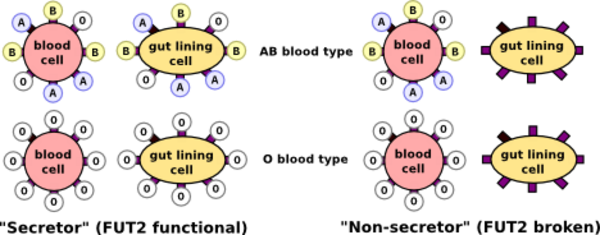 B
A O
B blood B
cell
O A
A
B
A O
B gut lining B
cell
O A
A
AB blood type
B
A O
B blood B
cell
O A
A
gut lining
cell
O
O O
O blood O
cell
O O
O
O
O O
O gut lining O
cell
O O
O
O blood type
O
O O
O blood O
cell
O O
O
gut lining
cell
"Secretor" (FUT2 functional)
"Non-secretor" (FUT2 broken)